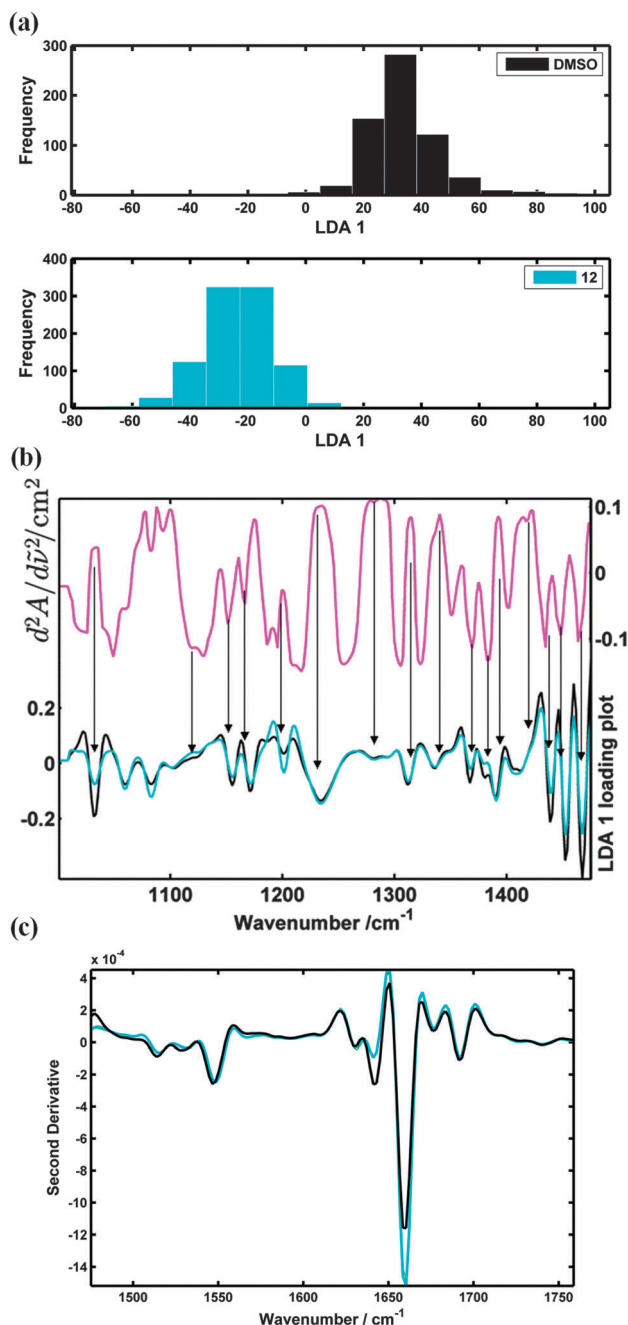 (a)
300
200
100
0
Frequency
DMSO
-80 -60 -40 -20 0 20 40 60 80 100
LDA 1
400
300
200
100
0
Frequency
12
-80 -60 -40 -20 0 20 40 60 80 100
LDA 1
(b)
d²A/dν̃²/cm²
0.2
0
-0.2
0.1
0
-0.1
LDA 1 loading plot
1100 1200 1300 1400
Wavenumber /cm⁻¹
(c)
x 10⁻⁴
4
2
0
-2
-4
-6
-8
-10
-12
-14
Second Derivative
1500 1550 1600 1650 1700 1750
Wavenumber / cm⁻¹